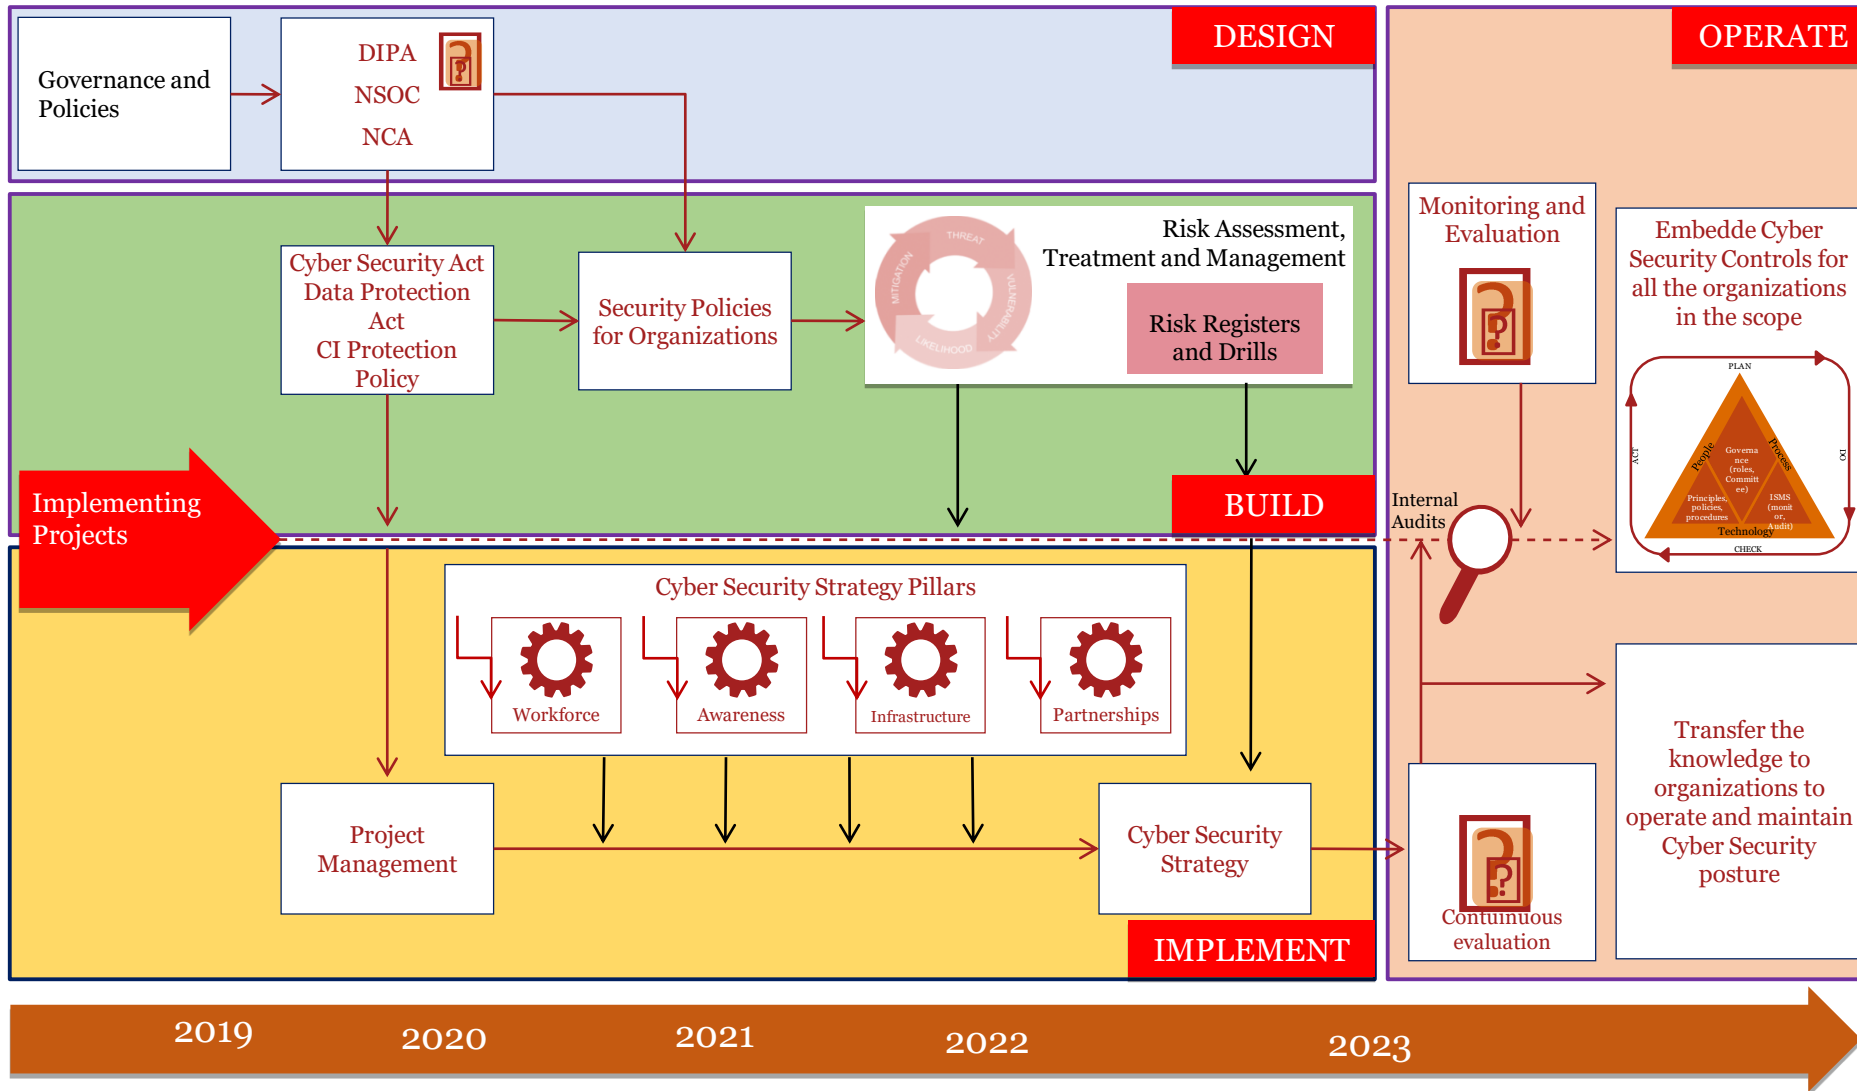 DESIGN
OPERATE
Governance and
Policies
DIPA
NSOC
NCA
?
?
Cyber Security Act
Data Protection
Act
CI Protection
Policy
Security Policies
for Organizations
THREAT
VULNERABILITY
LIKELIHOOD
MITIGATION
Risk Assessment,
Treatment and Management
Risk Registers
and Drills
BUILD
Monitoring and
Evaluation
?
?
Embedde Cyber
Security Controls for
all the organizations
in the scope
PLAN
DO
CHECK
ACT
People
Process
Technology
Governa
nce
(roles,
Committ
ee)
Principles,
policies,
procedures
ISMS
(monit
or,
Audit)
Internal
Audits
Implementing
Projects
Cyber Security Strategy Pillars
Workforce
Awareness
Infrastructure
Partnerships
Project
Management
Cyber Security
Strategy
IMPLEMENT
?
?
Contuinuous
evaluation
Transfer the
knowledge to
organizations to
operate and maintain
Cyber Security
posture
2019
2020
2021
2022
2023